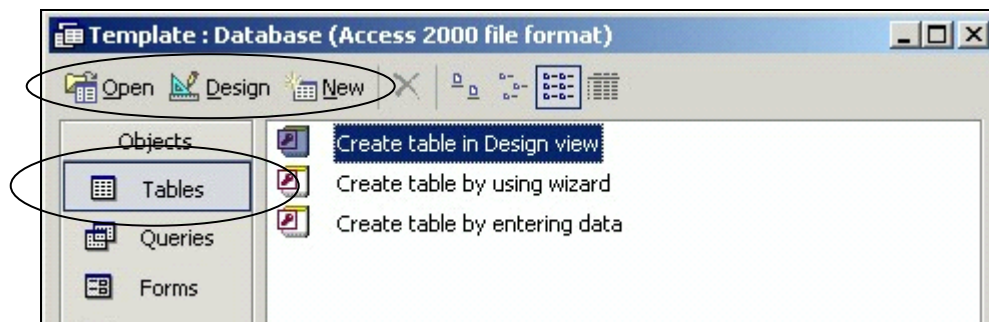 Template : Database (Access 2000 file format)
Open Design New
Objects
Tables
Queries
Forms
Create table in Design view
Create table by using wizard
Create table by entering data